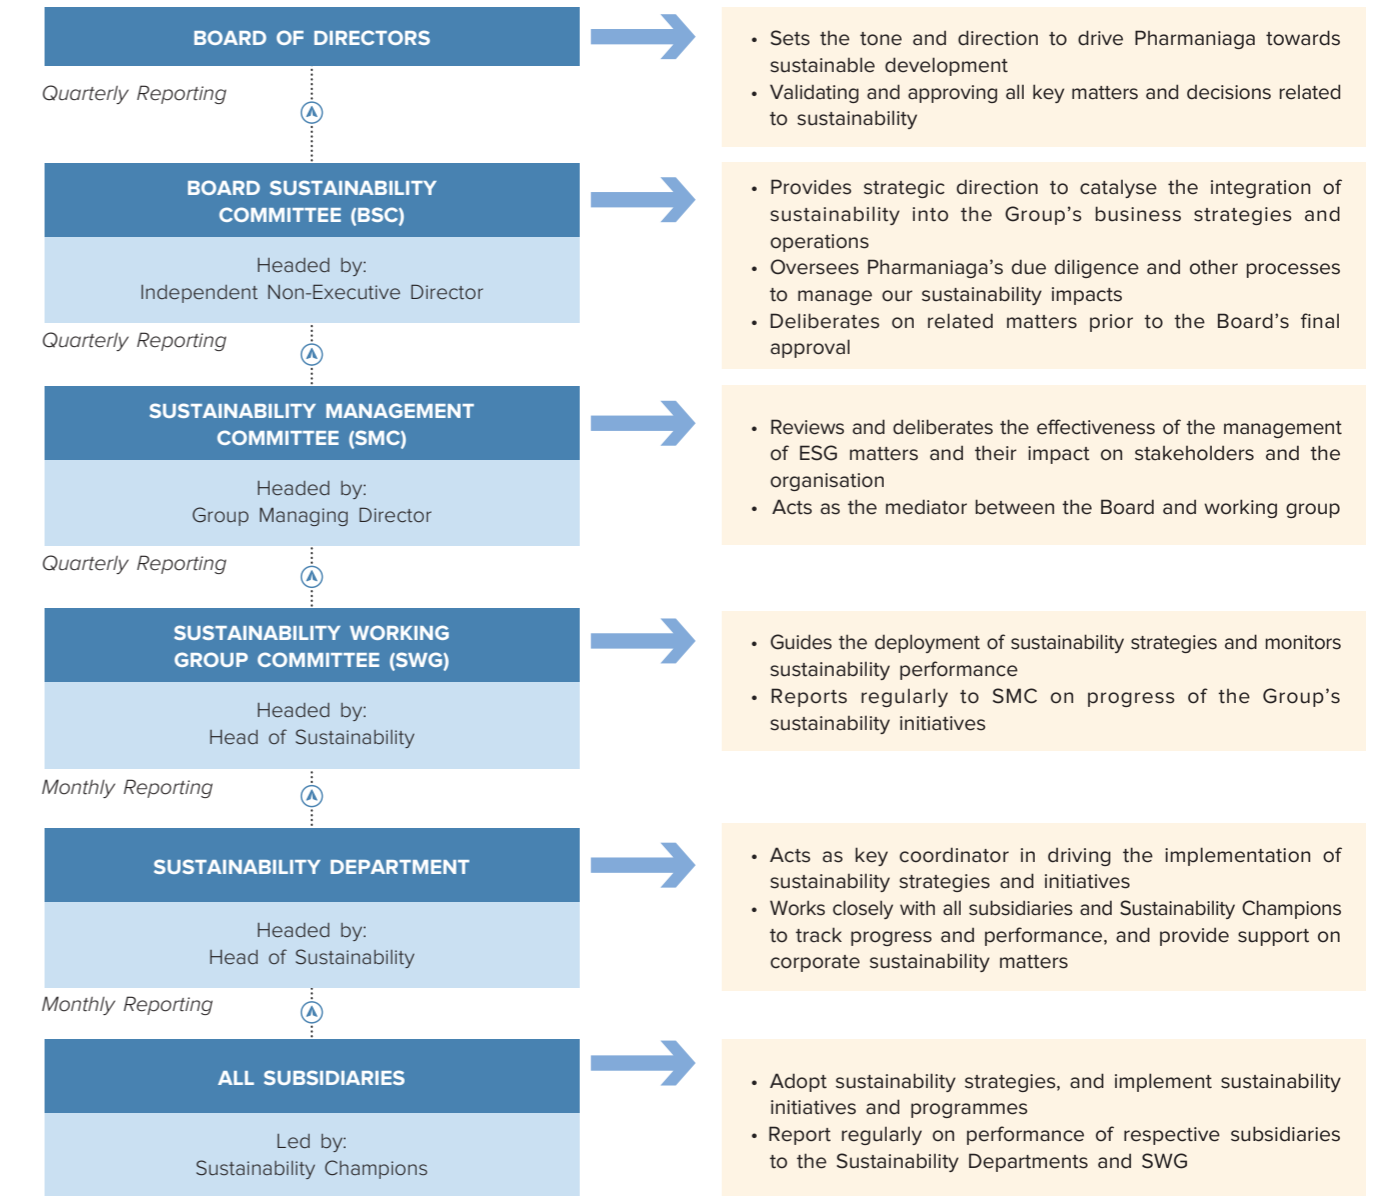 BOARD OF DIRECTORS
• Sets the tone and direction to drive Pharmaniaga towards
sustainable development
• Validating and approving all key matters and decisions related
to sustainability
Quarterly Reporting
BOARD SUSTAINABILITY
COMMITTEE (BSC)
Headed by:
Independent Non-Executive Director
• Provides strategic direction to catalyse the integration of
sustainability into the Group’s business strategies and
operations
• Oversees Pharmaniaga’s due diligence and other processes
to manage our sustainability impacts
• Deliberates on related matters prior to the Board’s final
approval
Quarterly Reporting
SUSTAINABILITY MANAGEMENT
COMMITTEE (SMC)
Headed by:
Group Managing Director
• Reviews and deliberates the effectiveness of the management
of ESG matters and their impact on stakeholders and the
organisation
• Acts as the mediator between the Board and working group
Quarterly Reporting
SUSTAINABILITY WORKING
GROUP COMMITTEE (SWG)
Headed by:
Head of Sustainability
• Guides the deployment of sustainability strategies and monitors
sustainability performance
• Reports regularly to SMC on progress of the Group’s
sustainability initiatives
Monthly Reporting
SUSTAINABILITY DEPARTMENT
Headed by:
Head of Sustainability
• Acts as key coordinator in driving the implementation of
sustainability strategies and initiatives
• Works closely with all subsidiaries and Sustainability Champions
to track progress and performance, and provide support on
corporate sustainability matters
Monthly Reporting
ALL SUBSIDIARIES
Led by:
Sustainability Champions
• Adopt sustainability strategies, and implement sustainability
initiatives and programmes
• Report regularly on performance of respective subsidiaries
to the Sustainability Departments and SWG